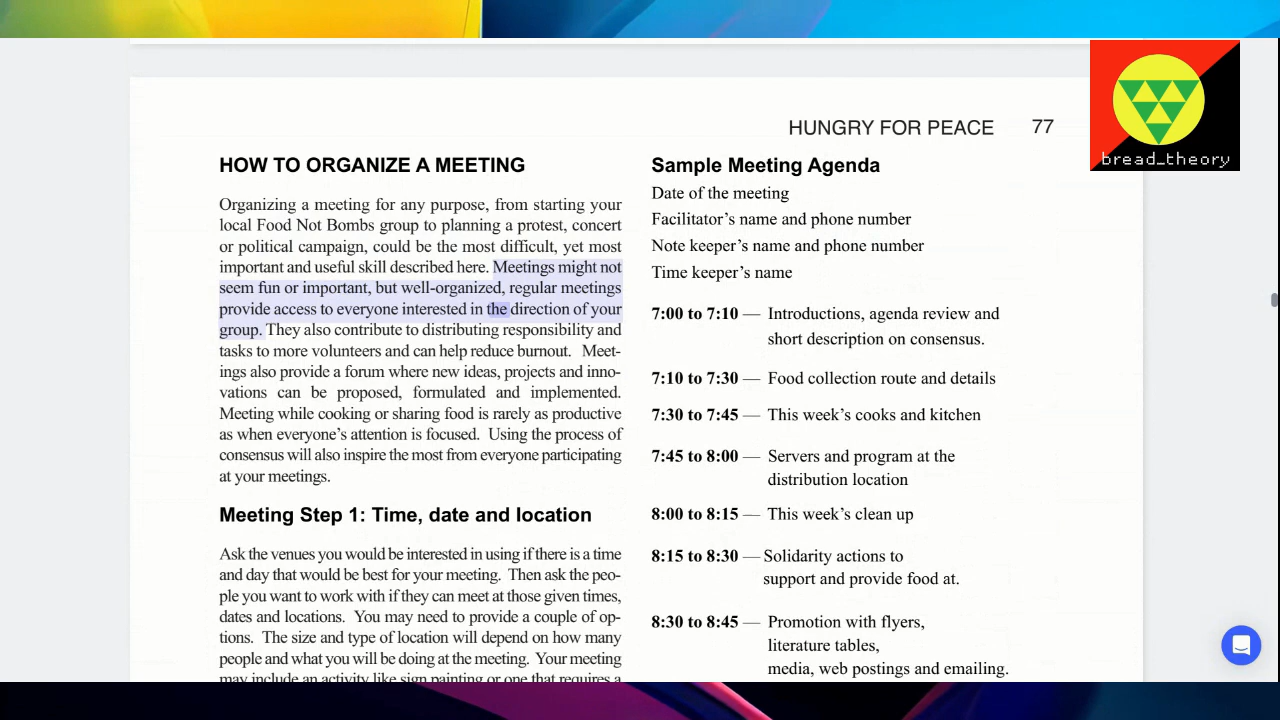 HUNGRY FOR PEACE 77
bread_theory
HOW TO ORGANIZE A MEETING
Organizing a meeting for any purpose, from starting your
local Food Not Bombs group to planning a protest, concert
or political campaign, could be the most difficult, yet most
important and useful skill described here. Meetings might not
seem fun or important, but well-organized, regular meetings
provide access to everyone interested in the direction of your
group. They also contribute to distributing responsibility and
tasks to more volunteers and can help reduce burnout. Meet-
ings also provide a forum where new ideas, projects and inno-
vations can be proposed, formulated and implemented.
Meeting while cooking or sharing food is rarely as productive
as when everyone's attention is focused. Using the process of
consensus will also inspire the most from everyone participating
at your meetings.
Meeting Step 1: Time, date and location
Ask the venues you would be interested in using if there is a time
and day that would be best for your meeting. Then ask the peo-
ple you want to work with if they can meet at those given times,
dates and locations. You may need to provide a couple of op-
tions. The size and type of location will depend on how many
people and what you will be doing at the meeting. Your meeting
may include an activity like sign painting or one that requires a
Sample Meeting Agenda
Date of the meeting
Facilitator's name and phone number
Note keeper's name and phone number
Time keeper's name
7:00 to 7:10 — Introductions, agenda review and
short description on consensus.
7:10 to 7:30 — Food collection route and details
7:30 to 7:45 — This week's cooks and kitchen
7:45 to 8:00 — Servers and program at the
distribution location
8:00 to 8:15 — This week's clean up
8:15 to 8:30 — Solidarity actions to
support and provide food at.
8:30 to 8:45 — Promotion with flyers,
literature tables,
media, web postings and emailing.